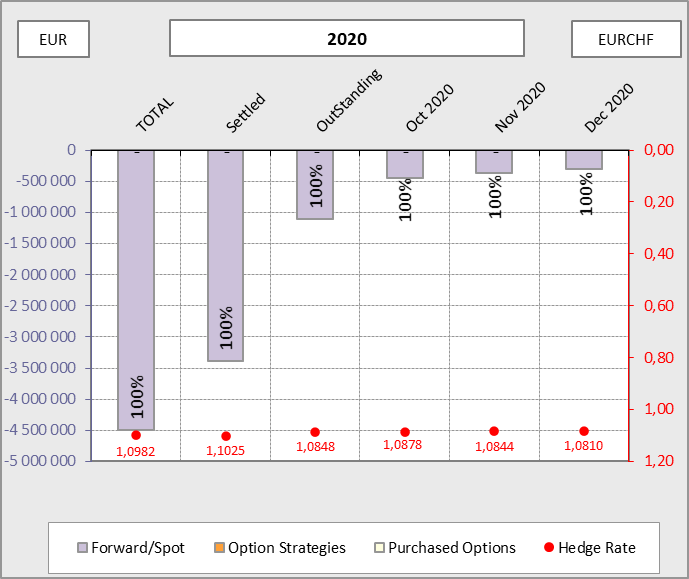 EUR
2020
EURCHF
TOTAL
Settled
OutStanding
Oct 2020
Nov 2020
Dec 2020
0
-500 000
-1 000 000
-1 500 000
-2 000 000
-2 500 000
-3 000 000
-3 500 000
-4 000 000
-4 500 000
-5 000 000
-
-
-
-
-
-
100%
100%
100%
100%
100%
100%
1,0982
1,1025
1,0848
1,0878
1,0844
1,0810
0,00
0,20
0,40
0,60
0,80
1,00
1,20
Forward/Spot
Option Strategies
Purchased Options
Hedge Rate